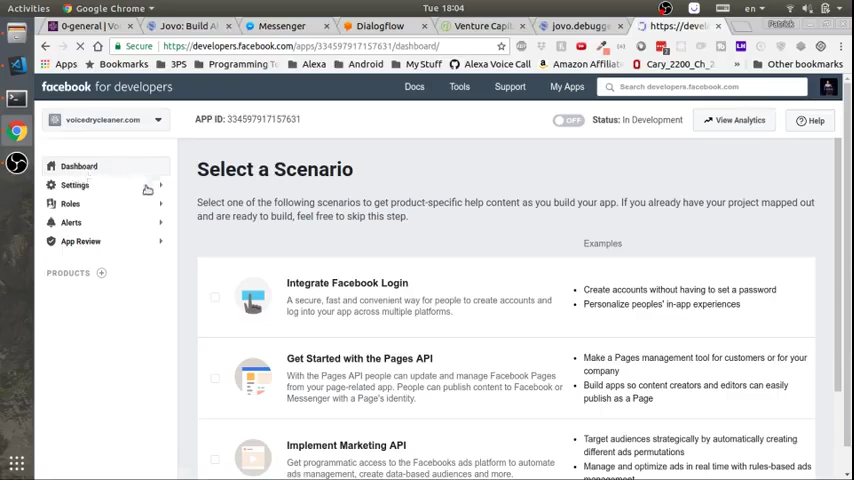 Activities
Google Chrome
Tue 18:04
en
0-general | Vo
Jovo: Build Al
Messenger
Dialogflow
Venture Capit
jovo.debugge
https://devel
Patrick
Secure
https://developers.facebook.com/apps/334597917157631/dashboard/
Apps
Bookmarks
3PS
Programming To
Alexa
Android
My Stuff
Alexa Voice Call
Amazon Affiliat
Cary_2200_Ch_2
»
Other bookmarks
facebook for developers
Docs
Tools
Support
My Apps
Search developers.facebook.com
voicedrycleaner.com
APP ID: 334597917157631
OFF
Status: In Development
View Analytics
Help
Dashboard
Settings
Roles
Alerts
App Review
PRODUCTS
Select a Scenario
Select one of the following scenarios to get product-specific help content as you build your app. If you already have your project mapped out
and are ready to build, feel free to skip this step.
Examples
Integrate Facebook Login
A secure, fast and convenient way for people to create accounts and
log into your app across multiple platforms.
Create accounts without having to set a password
Personalize peoples' in-app experiences
Get Started with the Pages API
With the Pages API people can update and manage Facebook Pages
from your page-related app. People can publish content to Facebook or
Messenger with a Page's identity.
Make a Pages management tool for customers or for your
company
Build apps so content creators and editors can easily
publish as a Page
Implement Marketing API
Get programmatic access to the Facebooks ads platform to automate
ads management, create data-based audiences and more.
Target audiences strategically by automatically creating
different ads permutations
Manage and optimize ads in real time with rules-based ads